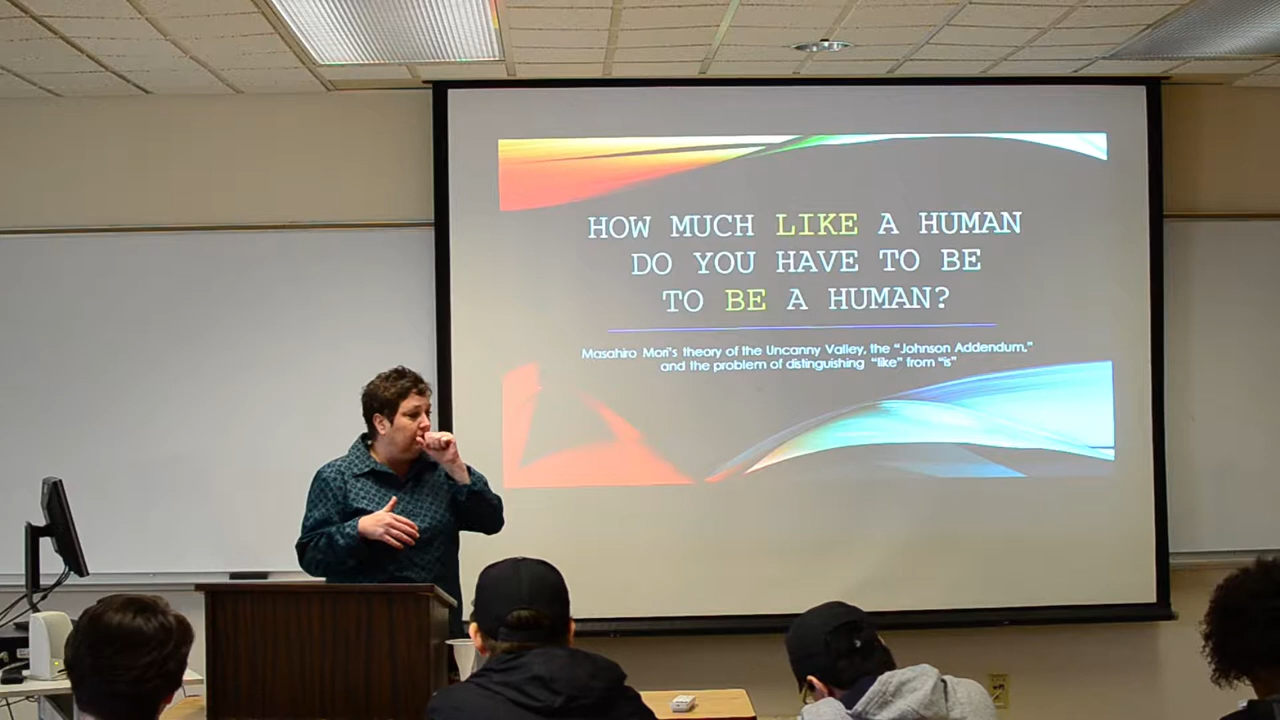 HOW MUCH LIKE A HUMAN
DO YOU HAVE TO BE
TO BE A HUMAN?
Masahiro Mori's theory of the Uncanny Valley, the "Johnson Addendum,"
and the problem of distinguishing "like" from "is"